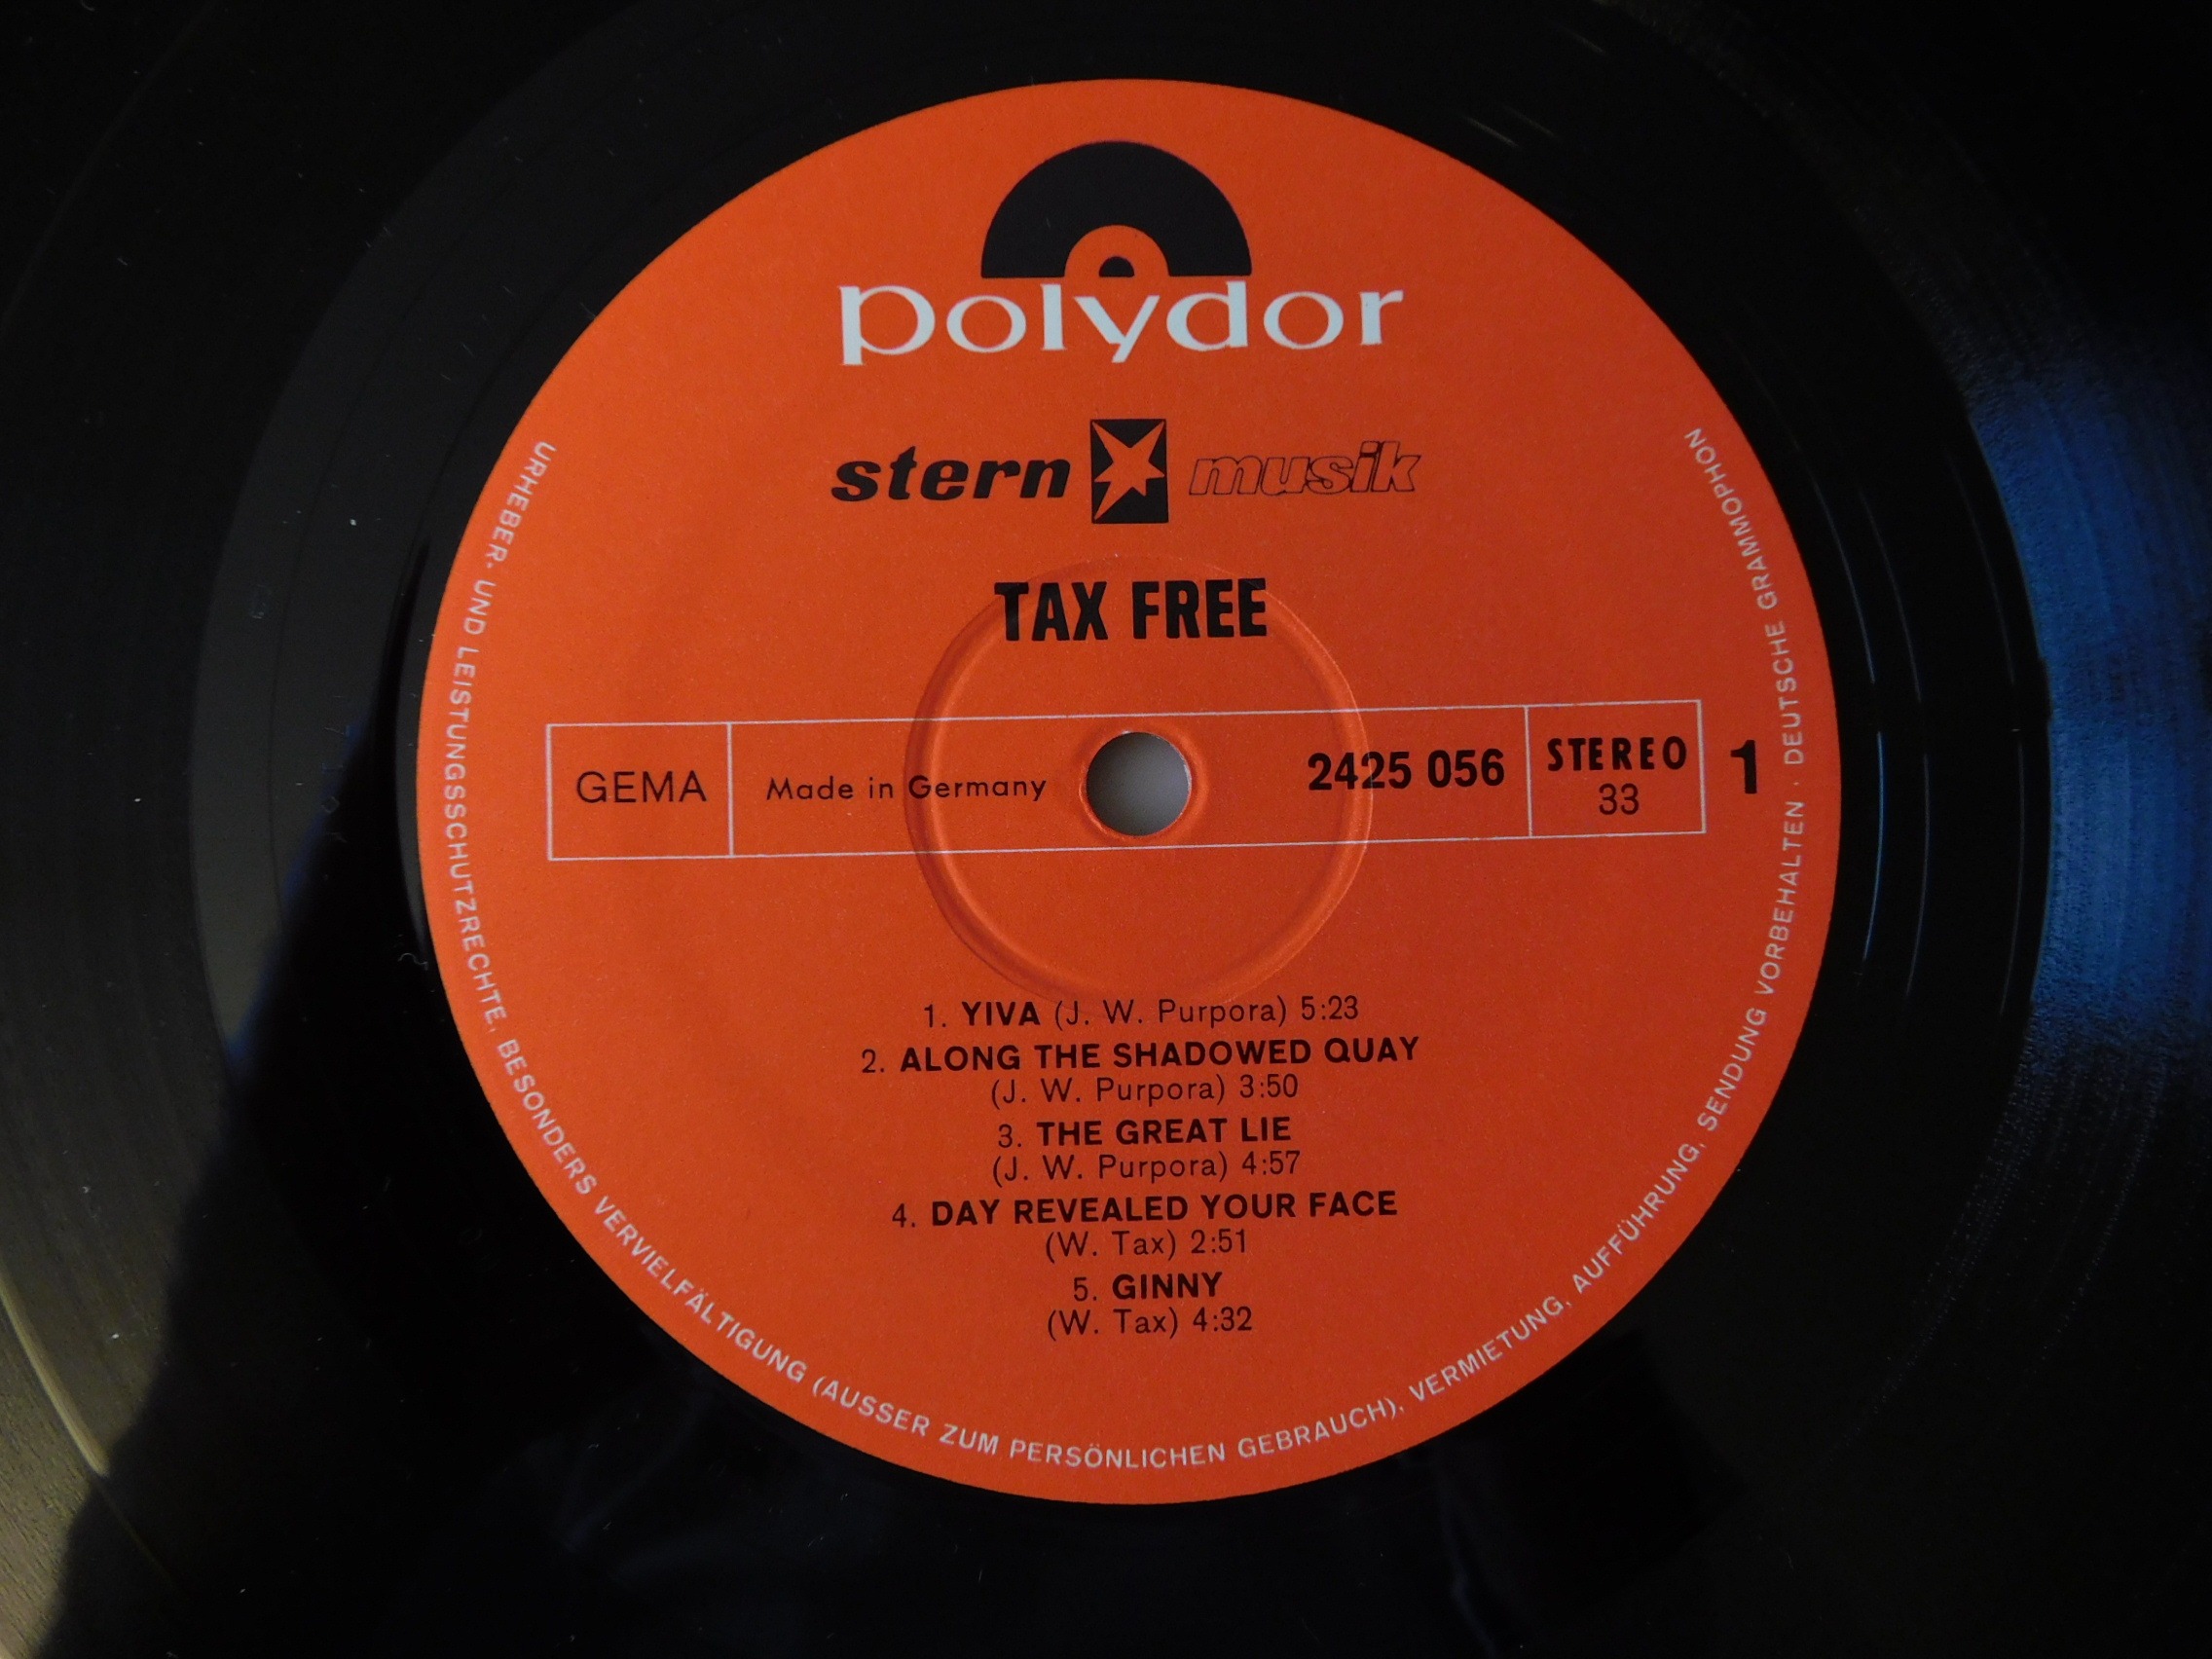 polydor
stern musik
TAX FREE
GEMA
Made in Germany
2425 056
STEREO
33
1
1. YIVA (J. W. Purpora) 5:23
2. ALONG THE SHADOWED QUAY
(J. W. Purpora) 3:50
3. THE GREAT LIE
(J. W. Purpora) 4:57
4. DAY REVEALED YOUR FACE
(W. Tax) 2:51
5. GINNY
(W. Tax) 4:32
URHEBER- UND LEISTUNGSSCHUTZRECHTE, BESONDERS VERVIELFÄLTIGUNG (AUSSER ZUM PERSÖNLICHEN GEBRAUCH), VERMIETUNG, AUFFÜHRUNG, SENDUNG VORBEHALTEN · DEUTSCHE GRAMMOPHON